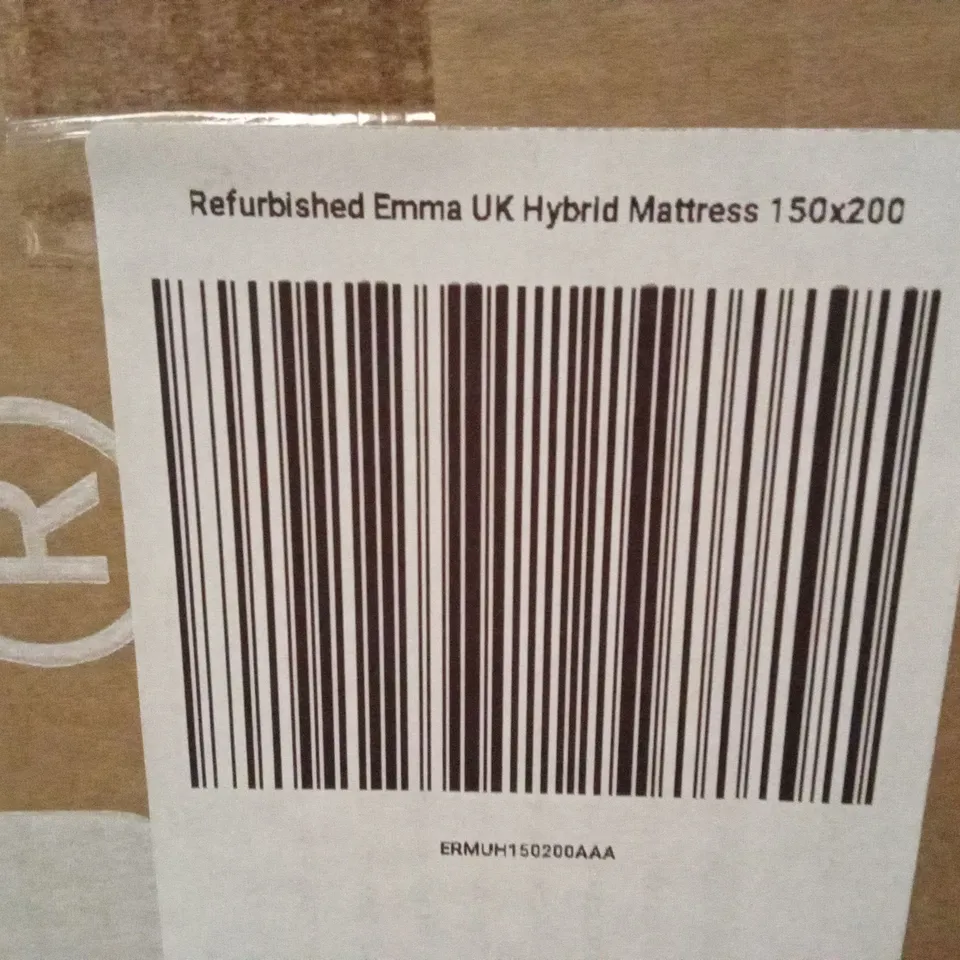 Refurbished Emma UK Hybrid Mattress 150x200
R
ERMUH150200AAA